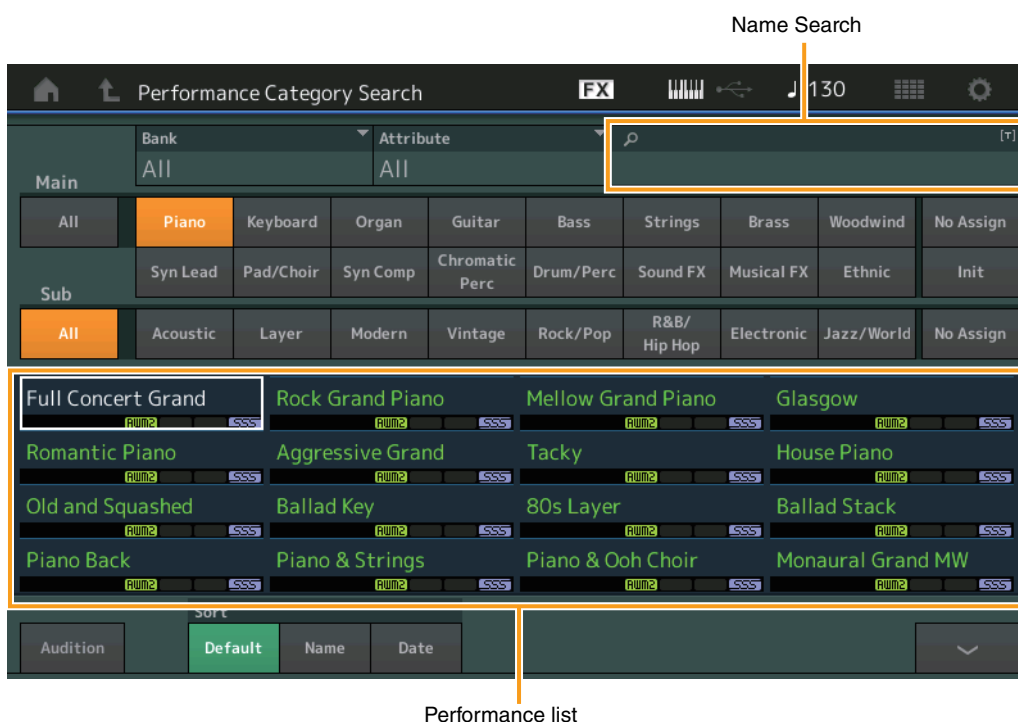 Name Search
Performance Category Search
FX
♩ 130
Bank
Attribute
[T]
Main
All
All
All
Piano
Keyboard
Organ
Guitar
Bass
Strings
Brass
Woodwind
No Assign
Sub
Syn Lead
Pad/Choir
Syn Comp
Chromatic
Perc
Drum/Perc
Sound FX
Musical FX
Ethnic
Init
All
Acoustic
Layer
Modern
Vintage
Rock/Pop
R&B/
Hip Hop
Electronic
Jazz/World
No Assign
Full Concert Grand
Rock Grand Piano
Mellow Grand Piano
Glasgow
AWM2 SSS
AWM2 SSS
AWM2 SSS
AWM2 SSS
Romantic Piano
Aggressive Grand
Tacky
House Piano
AWM2 SSS
AWM2 SSS
AWM2 SSS
AWM2 SSS
Old and Squashed
Ballad Key
80s Layer
Ballad Stack
AWM2 SSS
AWM2 SSS
AWM2 SSS
AWM2 SSS
Piano Back
Piano & Strings
Piano & Ooh Choir
Monaural Grand MW
AWM2 SSS
AWM2 SSS
AWM2 SSS
AWM2 SSS
Sort
Audition
Default
Name
Date
Performance list